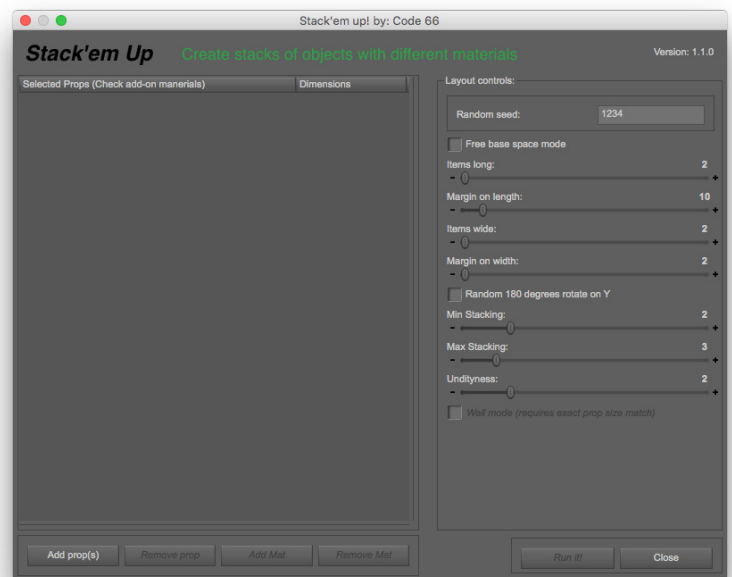 Stack'em up! by: Code 66
Stack'em Up Create stacks of objects with different materials Version: 1.1.0
Selected Props (Check add-on manerials) Dimensions
Layout controls:
Random seed: 1234
Free base space mode
Items long: 2
- +
Margin on length: 10
- +
Items wide: 2
- +
Margin on width: 2
- +
Random 180 degrees rotate on Y
Min Stacking: 2
- +
Max Stacking: 3
- +
Undityness: 2
- +
Wall mode (requires exact prop size match)
Add prop(s) Remove prop Add Mat Remove Mat Run it! Close